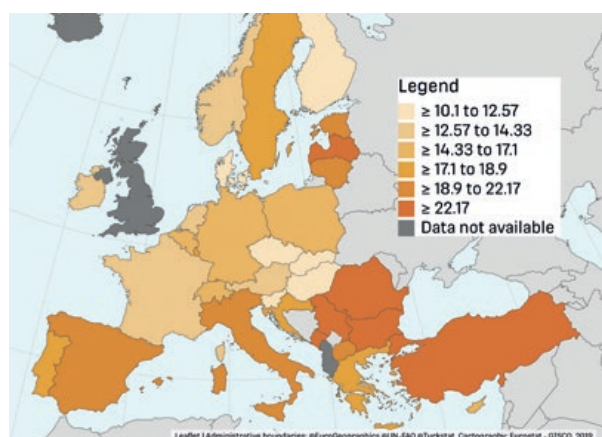 Legend
≥ 10.1 to 12.57
≥ 12.57 to 14.33
≥ 14.33 to 17.1
≥ 17.1 to 18.9
≥ 18.9 to 22.17
≥ 22.17
Data not available
Leaflet | Administrative boundaries: ©EuroGeographics ©UN-FAO ©Turkstat, Cartography: Eurostat - GISCO, 2019